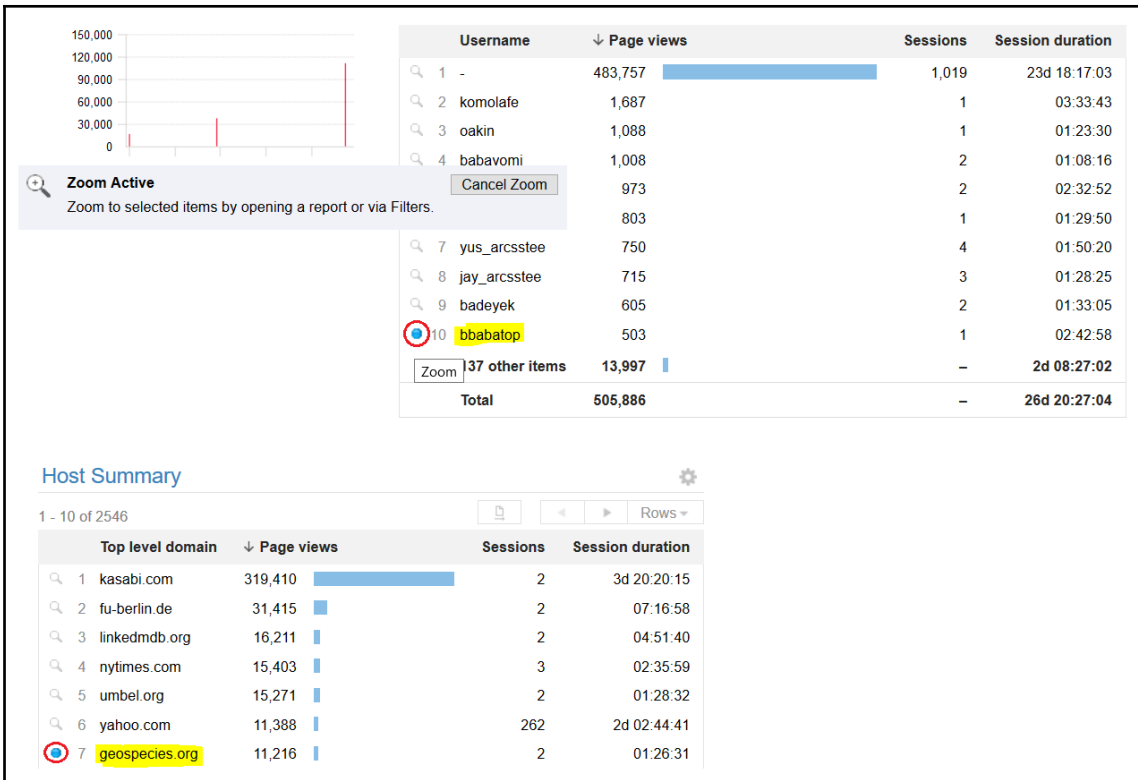 150,000
120,000
90,000
60,000
30,000
0
Zoom Active
Cancel Zoom
Zoom to selected items by opening a report or via Filters.
Username ↓ Page views Sessions Session duration
1 - 483,757 1,019 23d 18:17:03
2 komolafe 1,687 1 03:33:43
3 oakin 1,088 1 01:23:30
4 babayomi 1,008 2 01:08:16
973 2 02:32:52
803 1 01:29:50
7 yus_arcsstee 750 4 01:50:20
8 jay_arcsstee 715 3 01:28:25
9 badeyek 605 2 01:33:05
10 bbabatop 503 1 02:42:58
Zoom
137 other items 13,997 – 2d 08:27:02
Total 505,886 – 26d 20:27:04
Host Summary
1 - 10 of 2546
Rows
Top level domain ↓ Page views Sessions Session duration
1 kasabi.com 319,410 2 3d 20:20:15
2 fu-berlin.de 31,415 2 07:16:58
3 linkedmdb.org 16,211 2 04:51:40
4 nytimes.com 15,403 3 02:35:59
5 umbel.org 15,271 2 01:28:32
6 yahoo.com 11,388 262 2d 02:44:41
7 geospecies.org 11,216 2 01:26:31